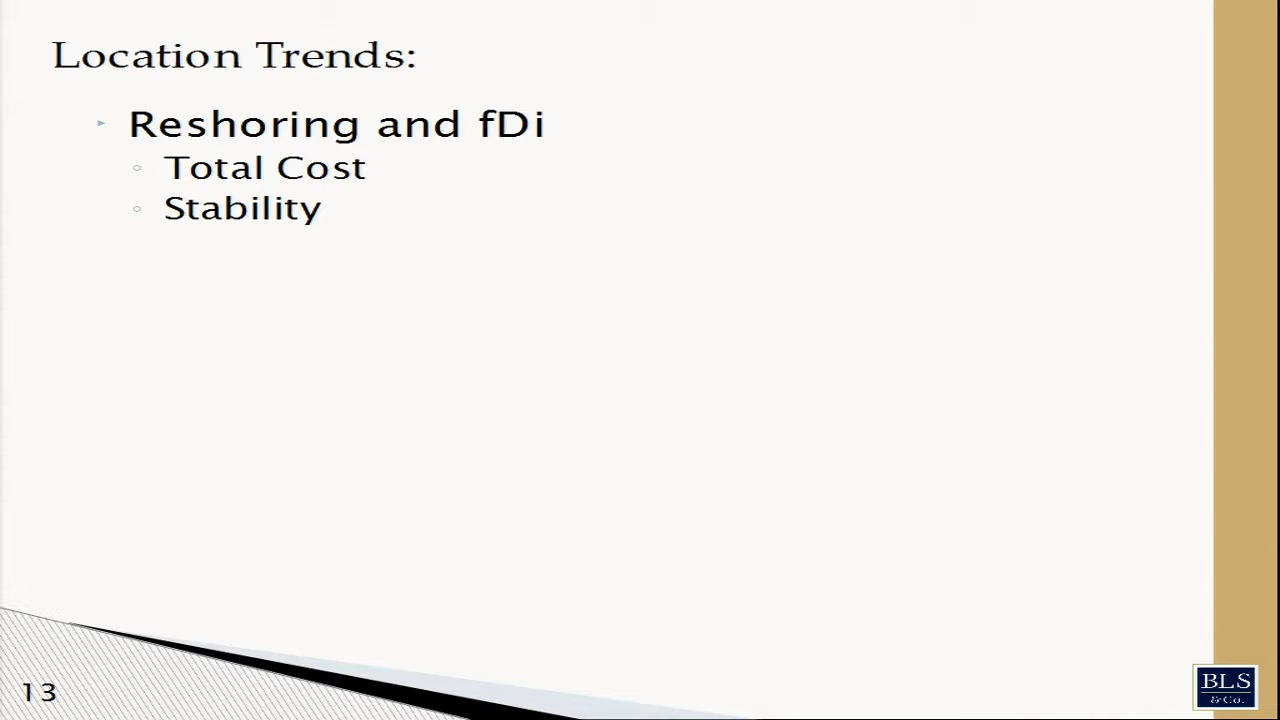 Location Trends:
Reshoring and fDi
Total Cost
Stability
13
BLS
& Co.